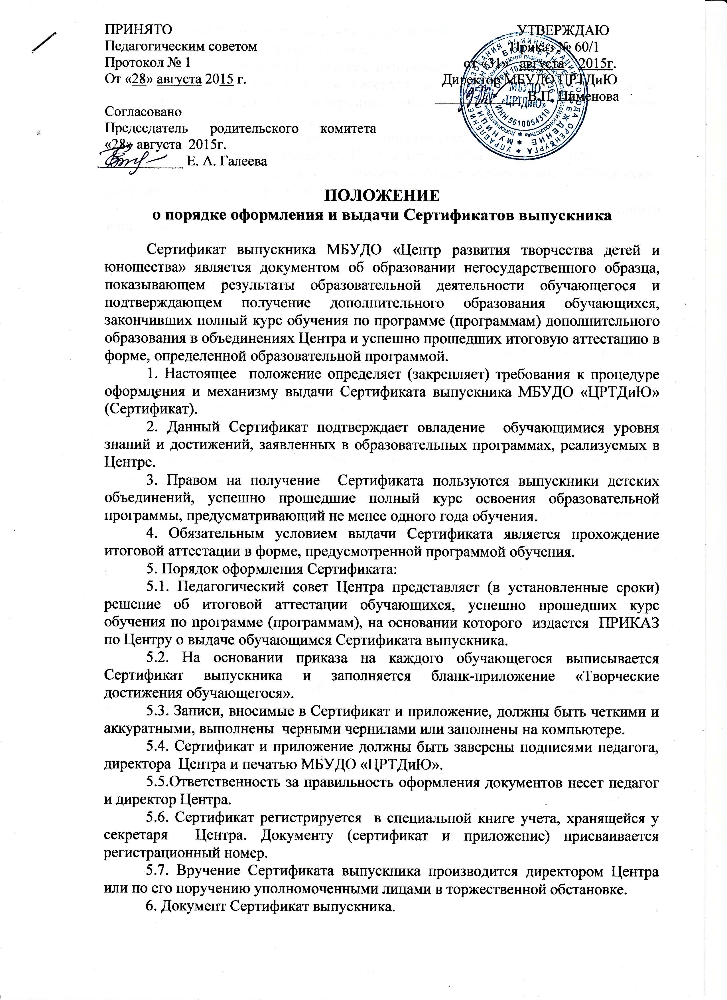 ПРИНЯТО
Педагогическим советом
Протокол № 1
От «28» августа 2015 г.
Согласовано
Председатель родительского комитета
«28» августа 2015г.
Е. А. Галеева
УТВЕРЖДАЮ
Приказ № 60/1
от «31» августа 2015г.
Директор МБУДО ЦРТДиЮ
В.П. Пименова
МБУДО
«ЦРТДиЮ»
ИНН 5610054310
ПОЛОЖЕНИЕ
о порядке оформления и выдачи Сертификатов выпускника
Сертификат выпускника МБУДО «Центр развития творчества детей и
юношества» является документом об образовании негосударственного образца,
показывающем результаты образовательной деятельности обучающегося и
подтверждающем получение дополнительного образования обучающихся,
закончивших полный курс обучения по программе (программам) дополнительного
образования в объединениях Центра и успешно прошедших итоговую аттестацию в
форме, определенной образовательной программой.
1. Настоящее положение определяет (закрепляет) требования к процедуре
оформления и механизму выдачи Сертификата выпускника МБУДО «ЦРТДиЮ»
(Сертификат).
2. Данный Сертификат подтверждает овладение обучающимися уровня
знаний и достижений, заявленных в образовательных программах, реализуемых в
Центре.
3. Правом на получение Сертификата пользуются выпускники детских
объединений, успешно прошедшие полный курс освоения образовательной
программы, предусматривающий не менее одного года обучения.
4. Обязательным условием выдачи Сертификата является прохождение
итоговой аттестации в форме, предусмотренной программой обучения.
5. Порядок оформления Сертификата:
5.1. Педагогический совет Центра представляет (в установленные сроки)
решение об итоговой аттестации обучающихся, успешно прошедших курс
обучения по программе (программам), на основании которого издается ПРИКАЗ
по Центру о выдаче обучающимся Сертификата выпускника.
5.2. На основании приказа на каждого обучающегося выписывается
Сертификат выпускника и заполняется бланк-приложение «Творческие
достижения обучающегося».
5.3. Записи, вносимые в Сертификат и приложение, должны быть четкими и
аккуратными, выполнены черными чернилами или заполнены на компьютере.
5.4. Сертификат и приложение должны быть заверены подписями педагога,
директора Центра и печатью МБУДО «ЦРТДиЮ».
5.5.Ответственность за правильность оформления документов несет педагог
и директор Центра.
5.6. Сертификат регистрируется в специальной книге учета, хранящейся у
секретаря Центра. Документу (сертификат и приложение) присваивается
регистрационный номер.
5.7. Вручение Сертификата выпускника производится директором Центра
или по его поручению уполномоченными лицами в торжественной обстановке.
6. Документ Сертификат выпускника.